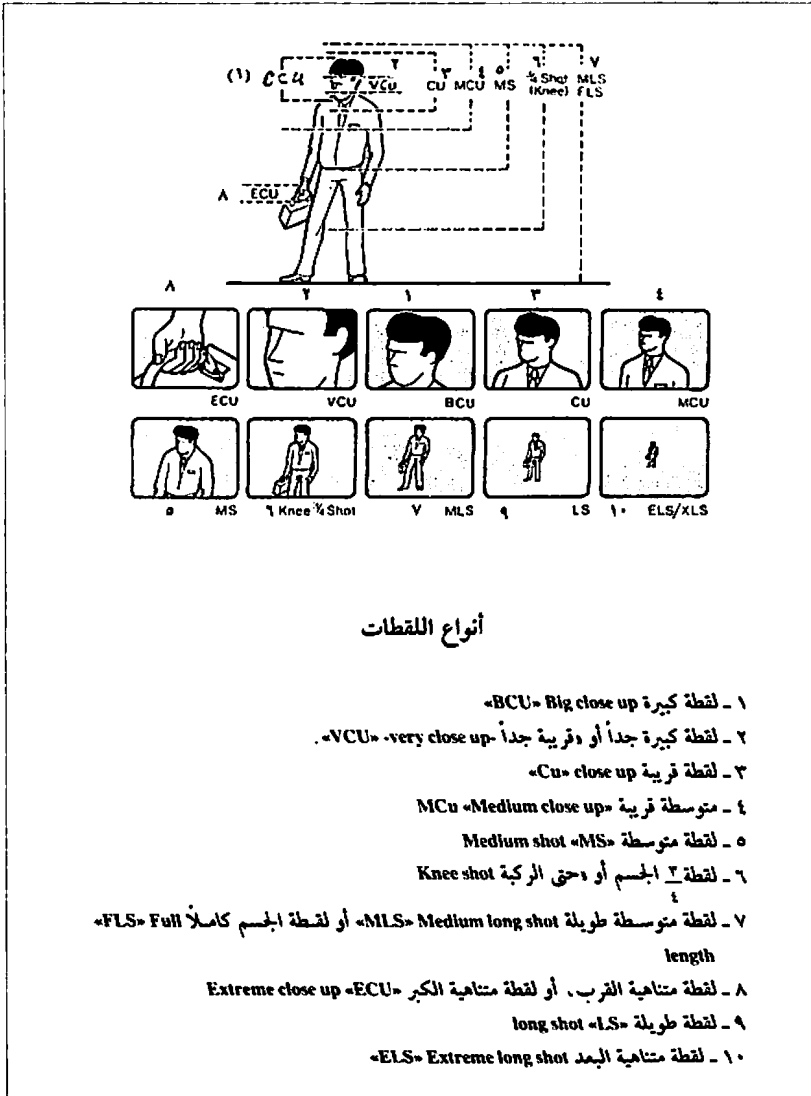 (١) CCU
٢
VCU
٣
CU
٤
MCU
٥
MS
٦
¾ Shot
(Knee)
٧
MLS
FLS
٨ ECU
٨ ٢ ١ ٣ ٤
ECU VCU BCU CU MCU
٥ MS ٦ Knee ¾ Shot ٧ MLS ٩ LS ١٠ ELS/XLS
أنواع اللقطات
١ ـ لقطة كبيرة BCU» Big close up»
٢ ـ لقطة كبيرة جداً أو وقريبة جداً -VCU» -very close up».
٣ ـ لقطة قريبة Cu» close up»
٤ ـ متوسطة قريبة MCu «Medium close up»
٥ ـ لقطة متوسطة Medium shot «MS»
٦ ـ لقطة ٣/٤ الجسم أو وحتى الركبة Knee shot
٧ ـ لقطة متوسطة طويلة MLS» Medium long shot» أو لقطة الجسم كاملاً FLS» Full»
length
٨ ـ لقطة متناهية القرب، أو لقطة متناهية الكبر Extreme close up «ECU»
٩ ـ لقطة طويلة long shot «LS»
١٠ ـ لقطة متناهية البعد ELS» Extreme long shot»